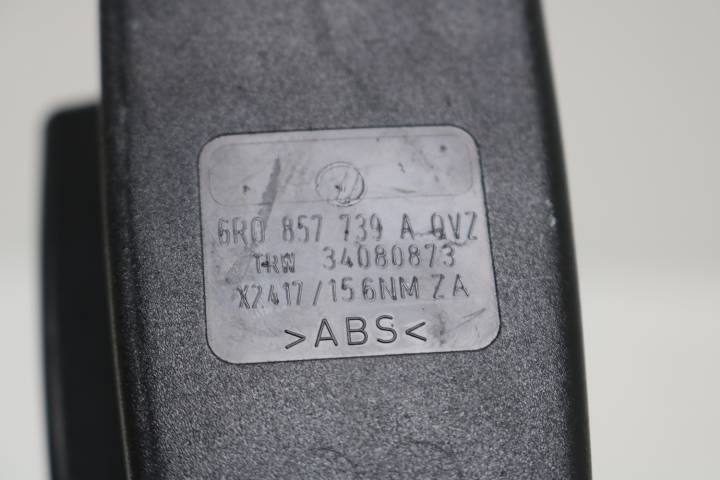 6R0 857 739 A QVZ
TRW 34080873
X2417/156NM ZA
>ABS<